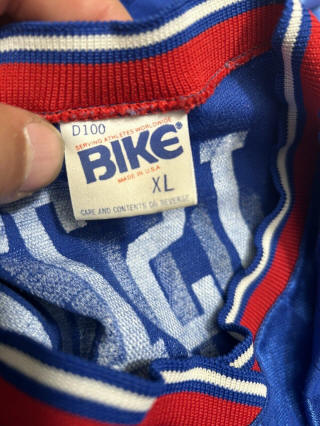 D100
SERVING ATHLETES WORLDWIDE
BIKE®
MADE IN U.S.A.
XL
CARE AND CONTENTS ON REVERSE